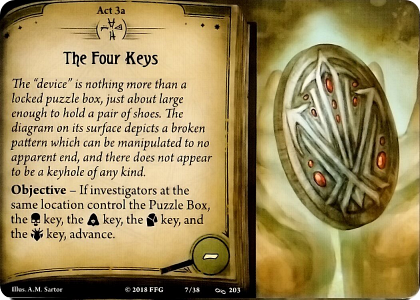 Act 3a
The Four Keys
The “device” is nothing more than a
locked puzzle box, just about large
enough to hold a pair of shoes. The
diagram on its surface depicts a broken
pattern which can be manipulated to no
apparent end, and there does not appear
to be a keyhole of any kind.
Objective – If investigators at the
same location control the Puzzle Box,
the key, the key, the key, and
the key, advance.
–
Illus. A.M. Sartor © 2018 FFG 7/38 203